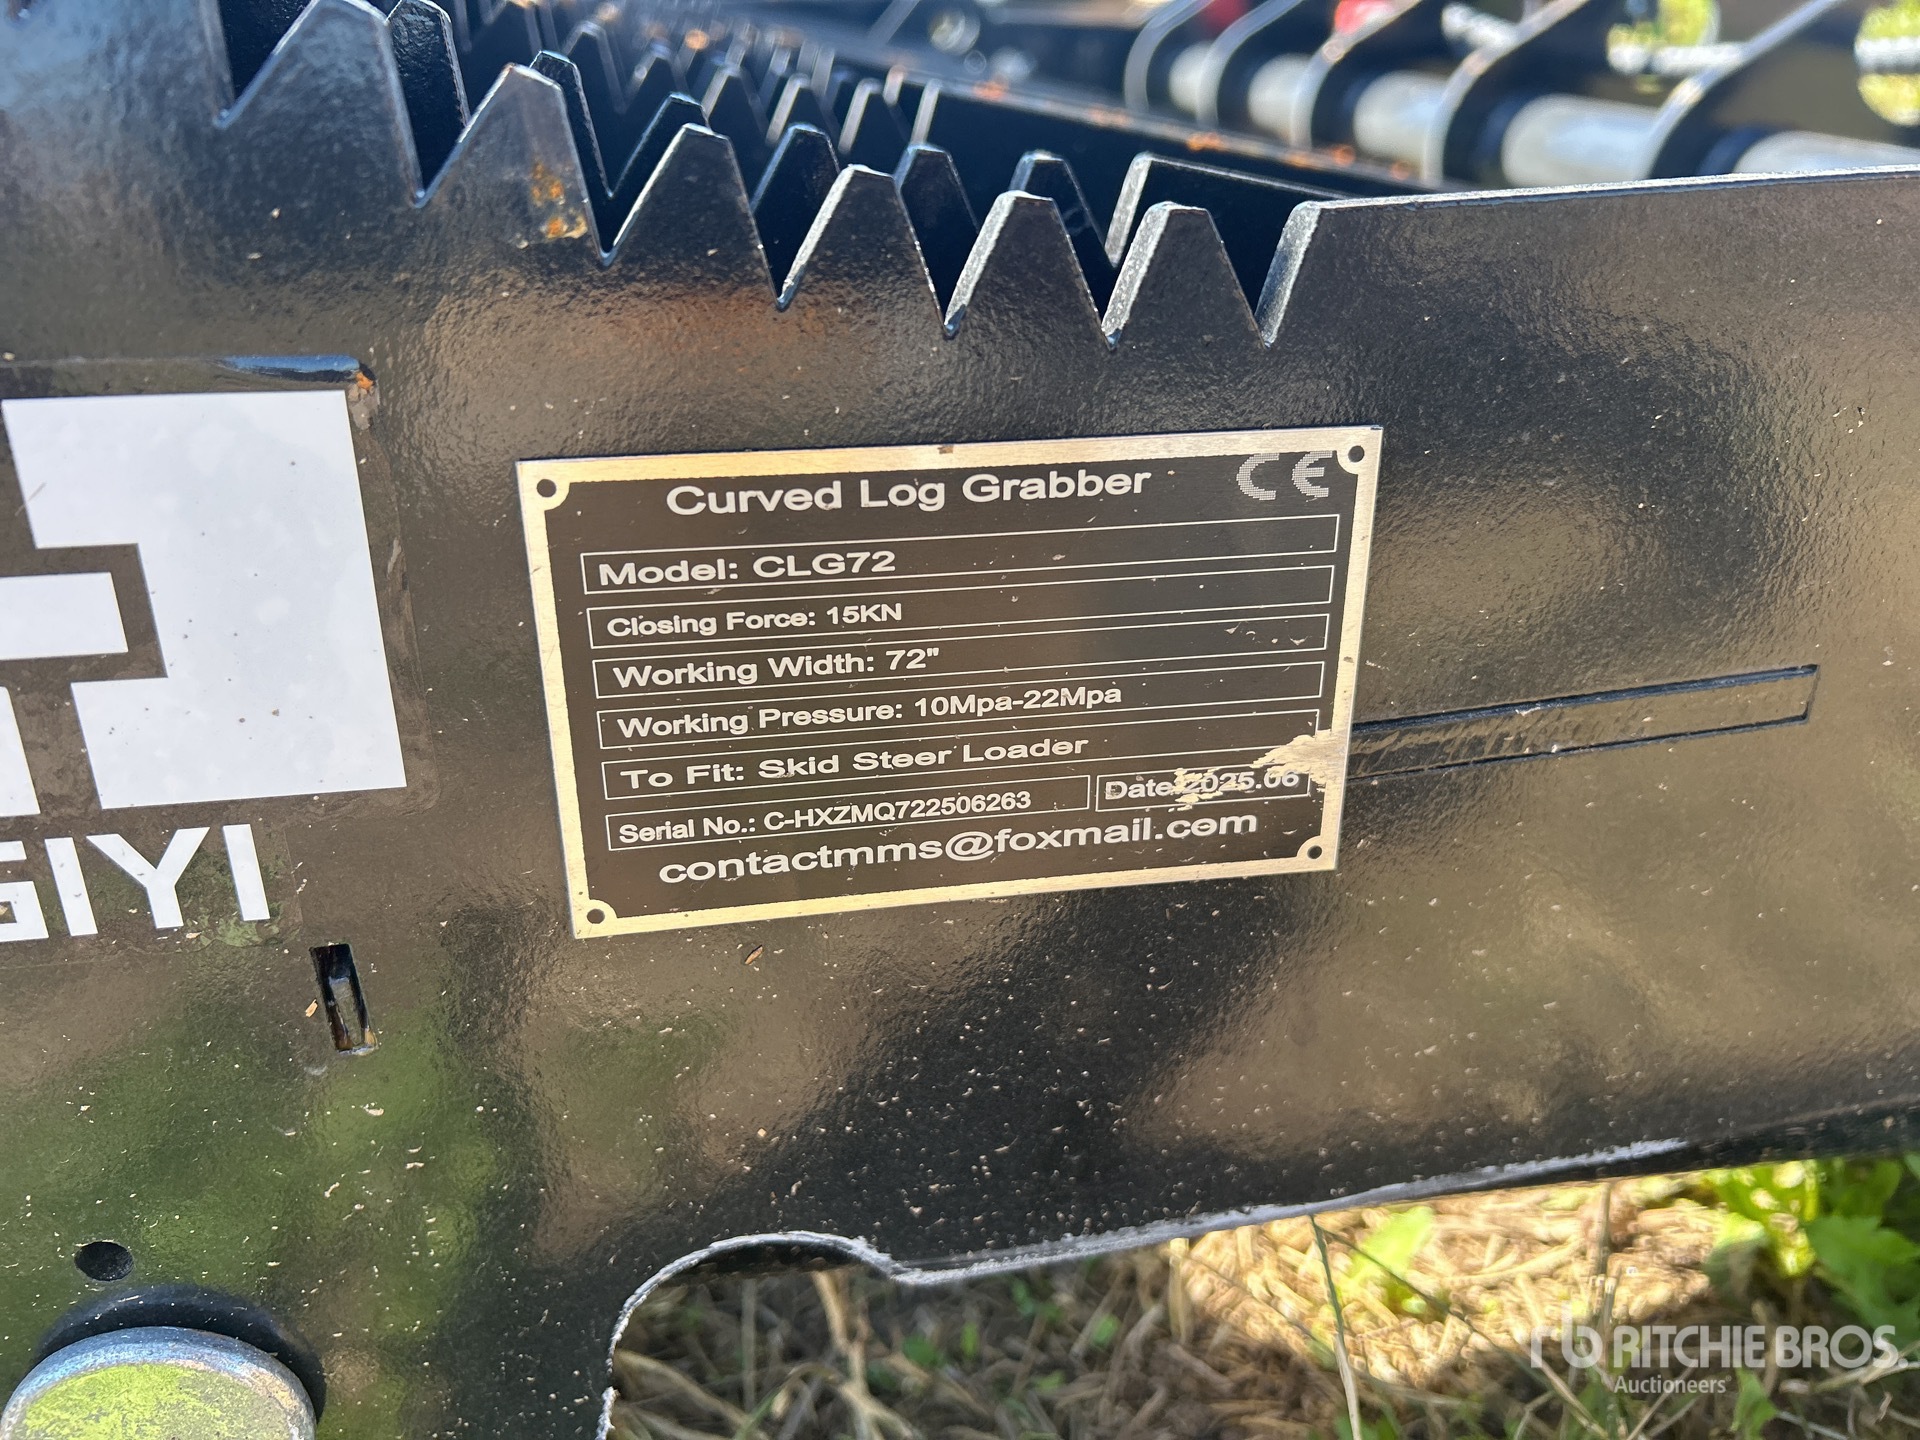 Curved Log Grabber CE
Model: CLG72
Closing Force: 15KN
Working Width: 72"
Working Pressure: 10Mpa-22Mpa
To Fit: Skid Steer Loader
Serial No.: C-HXZMQ722506263 Date: 2025.06
contactmms@foxmail.com
GIYI
rb RITCHIE BROS.
Auctioneers